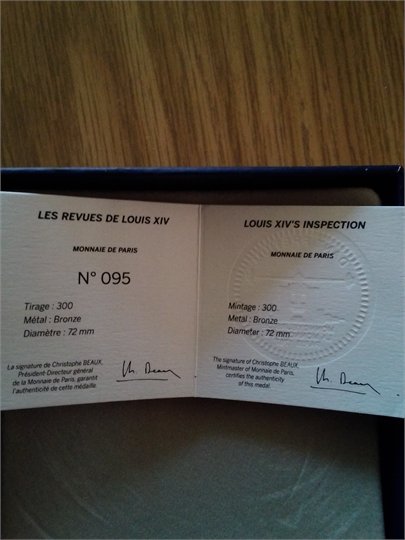 LES REVUES DE LOUIS XIV
MONNAIE DE PARIS
N° 095
Tirage : 300
Métal : Bronze
Diamètre : 72 mm
La signature de Christophe BEAUX,
Président-Directeur général
de la Monnaie de Paris, garantit
l'authenticité de cette médaille.
LOUIS XIV'S INSPECTION
MONNAIE DE PARIS
Mintage : 300
Metal : Bronze
Diameter : 72 mm
The signature of Christophe BEAUX,
Mintmaster of Monnaie de Paris,
certifies the authenticity
of this medal.